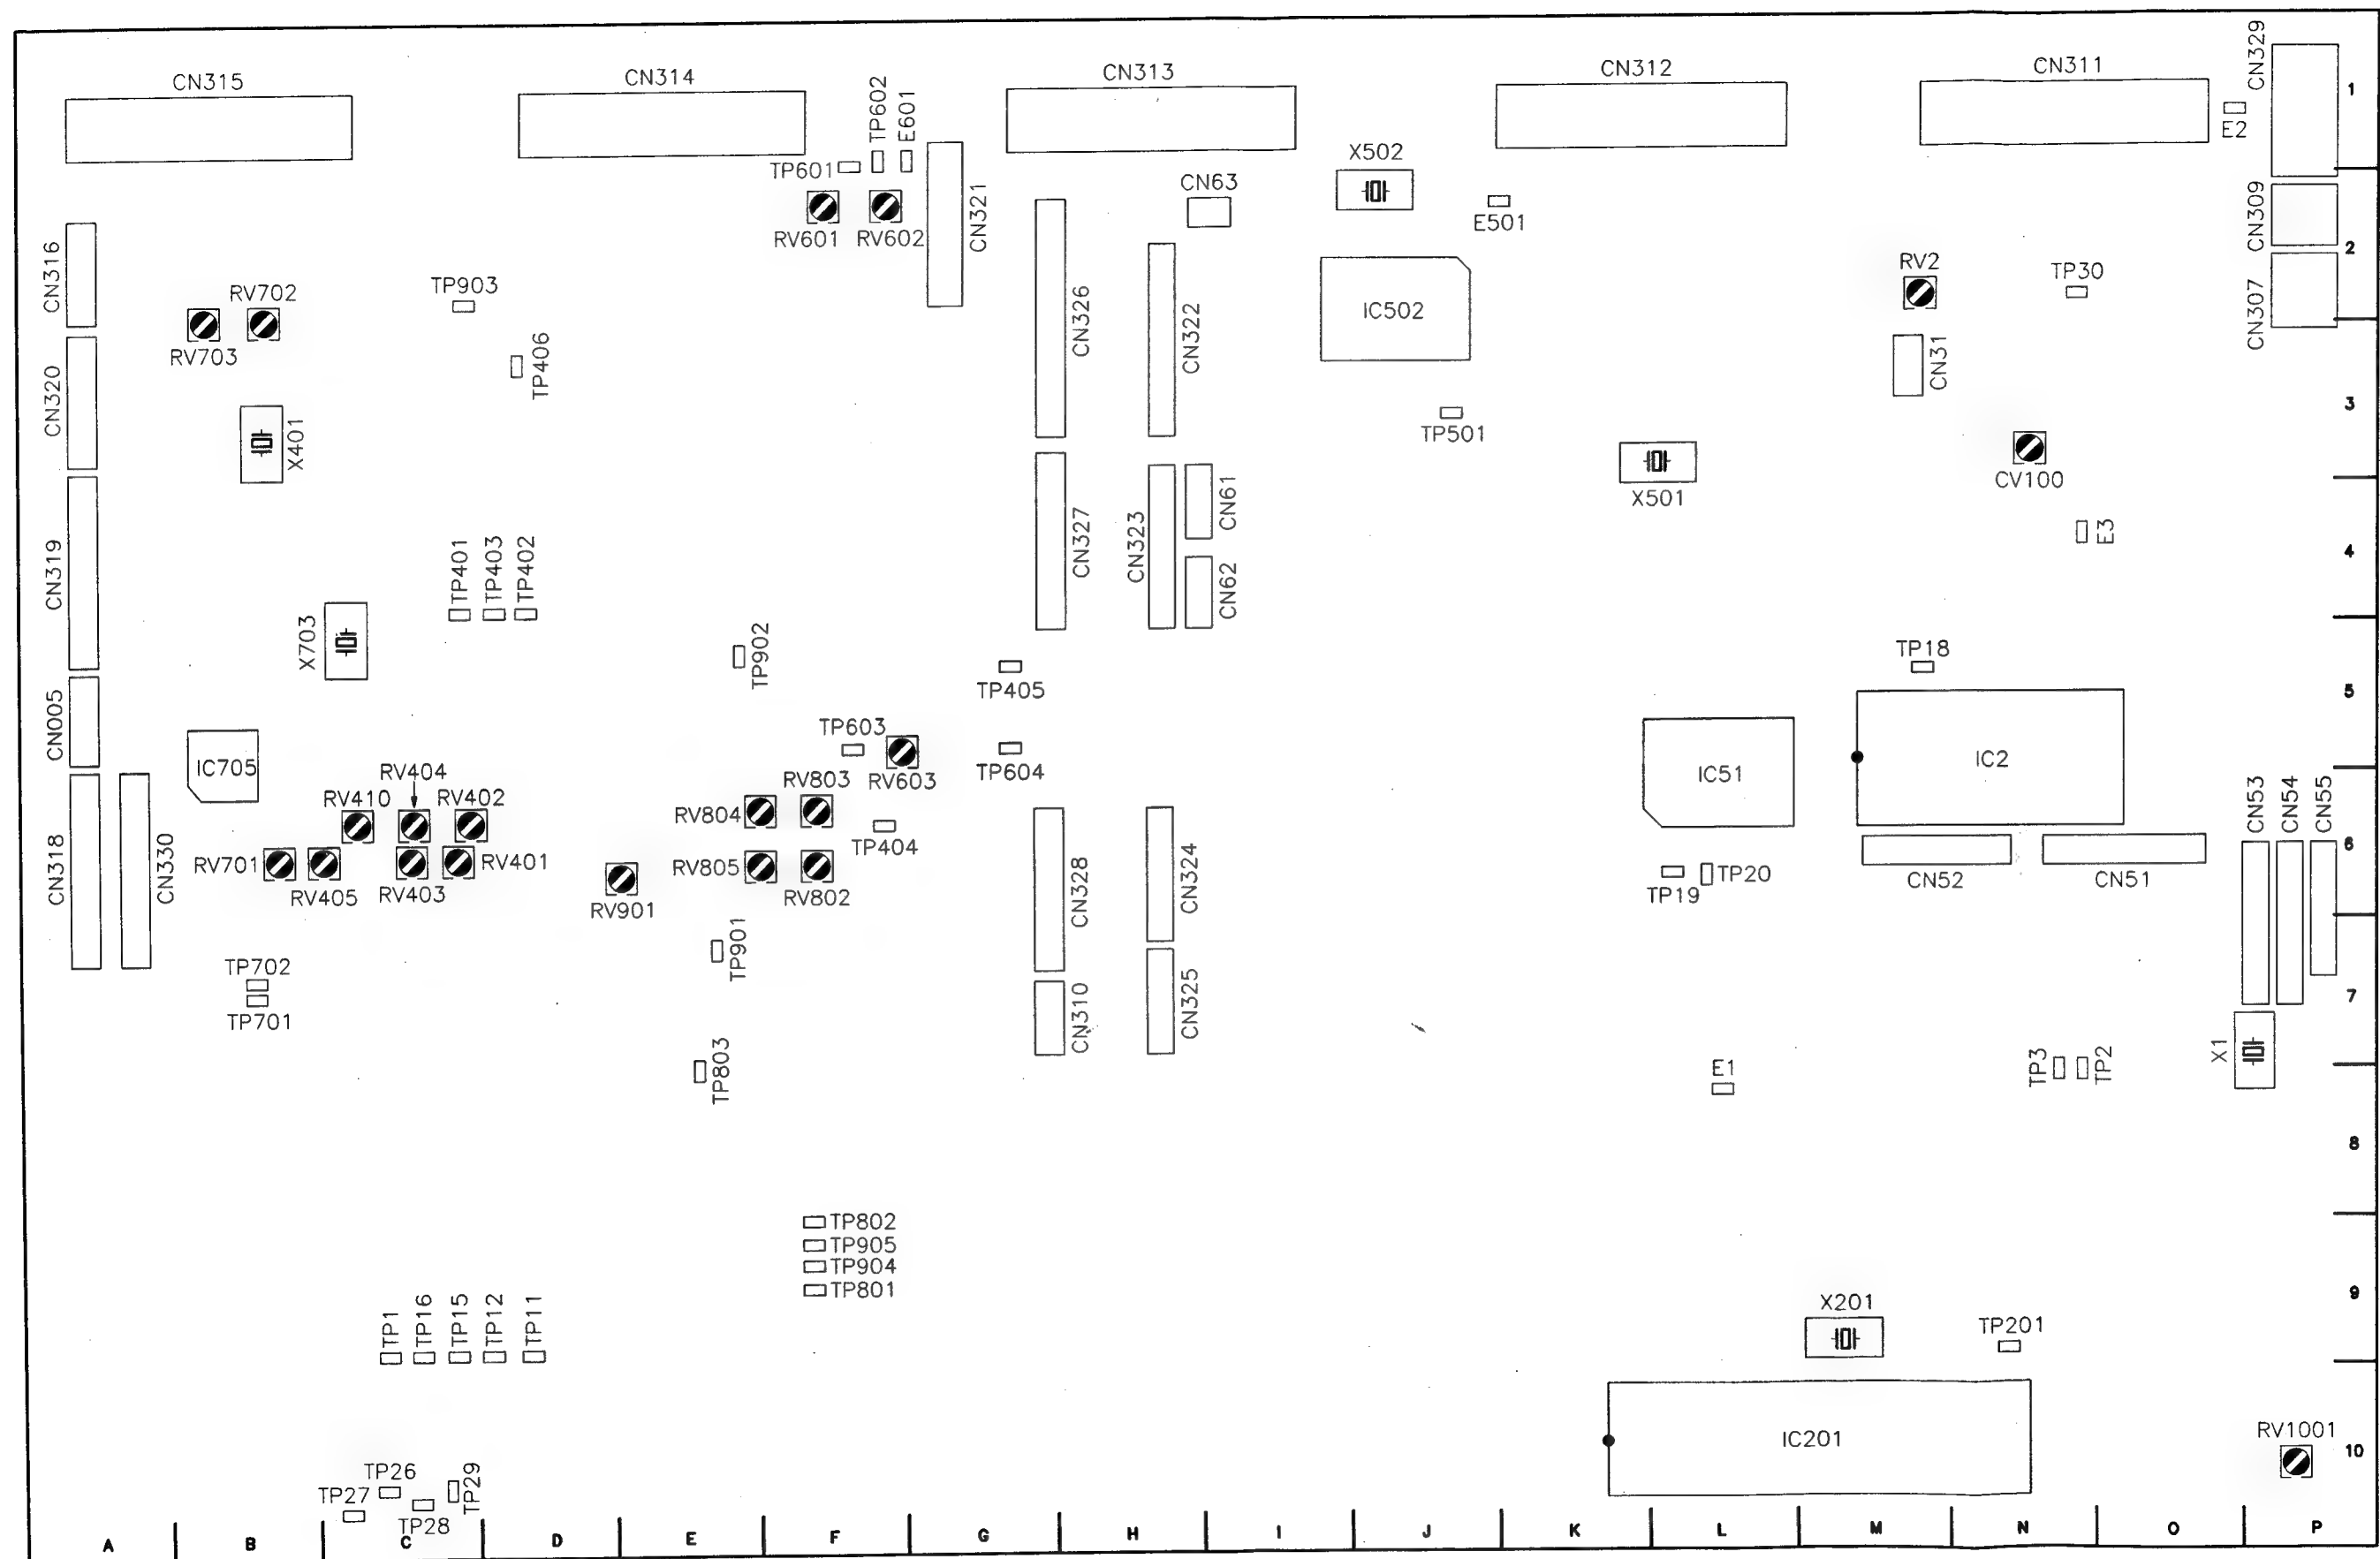 CN315
CN314
CN313
CN312
CN311
CN329
1
TP602
E601
E2
TP601
X502
CN63
CN321
CN309
E501
RV601
RV602
CN316
2
RV2
TP30
RV702
TP903
CN326
CN322
IC502
CN307
RV703
TP406
CN31
CN320
3
X401
TP501
CV100
X501
CN61
CN327
CN323
E3
CN319
TP401
TP403
TP402
4
CN62
X703
TP902
TP18
TP405
5
CN005
TP603
IC705
RV404
TP604
IC51
IC2
RV803
RV603
RV410
RV402
CN53
CN54
CN55
RV804
TP404
6
CN318
CN330
RV701
RV401
RV805
CN328
CN324
TP20
CN52
CN51
RV405
RV403
RV901
RV802
TP19
TP901
TP702
7
CN310
CN325
TP701
TP803
X1
E1
TP3
TP2
8
TP802
TP905
TP904
TP801
9
TP1
TP16
TP15
TP12
TP11
X201
TP201
RV1001
IC201
10
TP26
TP29
TP27
TP28
A
B
C
D
E
F
G
H
I
J
K
L
M
N
O
P